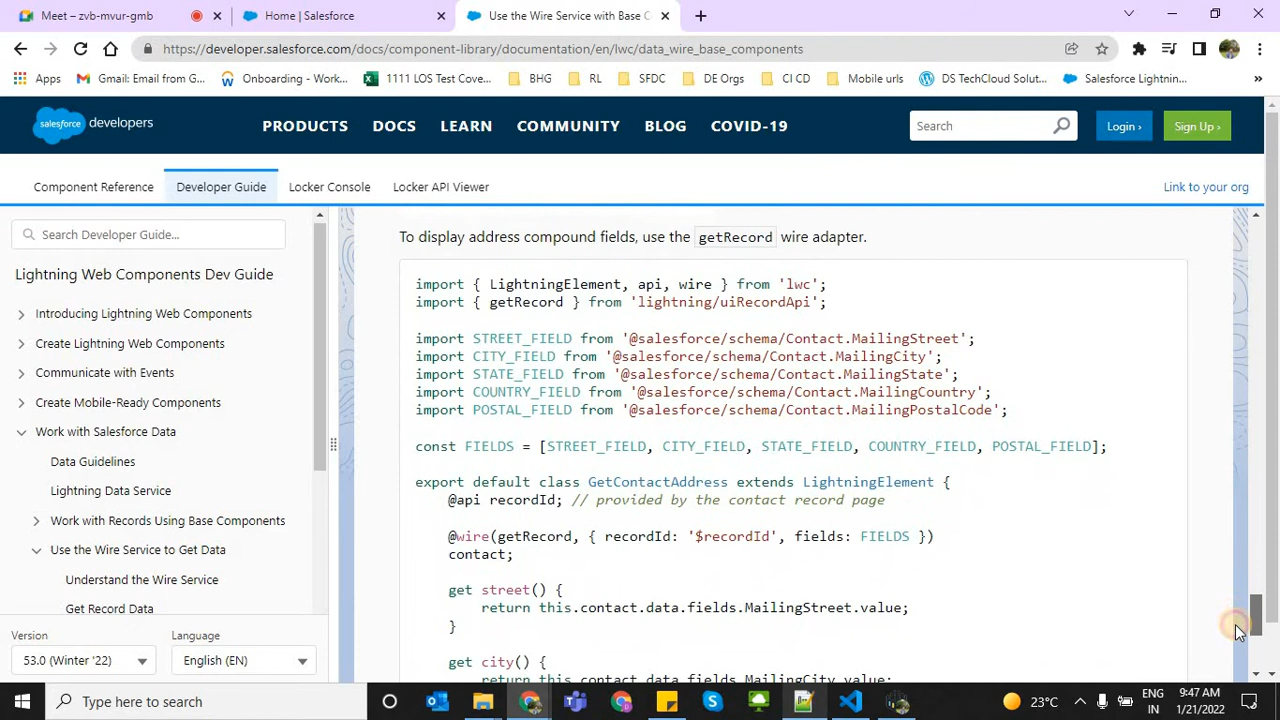 Meet – zvb-mvur-gmb
Home | Salesforce
Use the Wire Service with Base C
https://developer.salesforce.com/docs/component-library/documentation/en/lwc/data_wire_base_components
Apps
Gmail: Email from G...
Onboarding - Work...
1111 LOS Test Cove...
BHG
RL
SFDC
DE Orgs
CI CD
Mobile urls
DS TechCloud Solut...
Salesforce Lightnin...
»
salesforce developers
PRODUCTS
DOCS
LEARN
COMMUNITY
BLOG
COVID-19
Search
Login ›
Sign Up ›
Component Reference
Developer Guide
Locker Console
Locker API Viewer
Link to your org
Search Developer Guide...
Lightning Web Components Dev Guide
Introducing Lightning Web Components
Create Lightning Web Components
Communicate with Events
Create Mobile-Ready Components
Work with Salesforce Data
Data Guidelines
Lightning Data Service
Work with Records Using Base Components
Use the Wire Service to Get Data
Understand the Wire Service
Get Record Data
Version
Language
53.0 (Winter '22)
English (EN)
To display address compound fields, use the getRecord wire adapter.
import { LightningElement, api, wire } from 'lwc';
import { getRecord } from 'lightning/uiRecordApi';
import STREET_FIELD from '@salesforce/schema/Contact.MailingStreet';
import CITY_FIELD from '@salesforce/schema/Contact.MailingCity';
import STATE_FIELD from '@salesforce/schema/Contact.MailingState';
import COUNTRY_FIELD from '@salesforce/schema/Contact.MailingCountry';
import POSTAL_FIELD from '@salesforce/schema/Contact.MailingPostalCode';
const FIELDS = [STREET_FIELD, CITY_FIELD, STATE_FIELD, COUNTRY_FIELD, POSTAL_FIELD];
export default class GetContactAddress extends LightningElement {
@api recordId; // provided by the contact record page
@wire(getRecord, { recordId: '$recordId', fields: FIELDS })
contact;
get street() {
return this.contact.data.fields.MailingStreet.value;
}
get city() {
return this.contact.data.fields.MailingCity.value;
Type here to search
23°C
ENG
IN
9:47 AM
1/21/2022